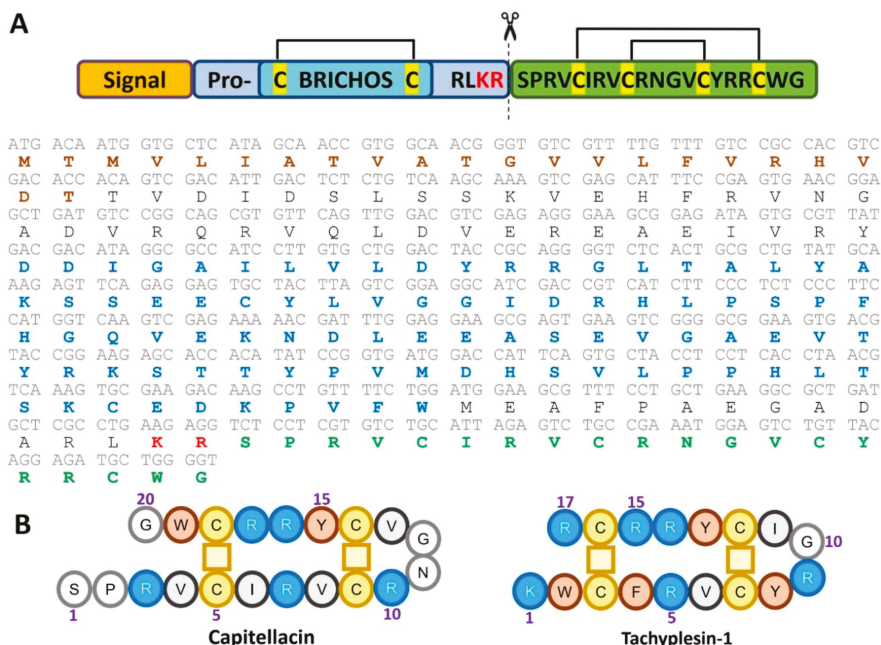 A
Signal Pro- C BRICHOS C RLKR SPRVCIRVCRNGVCYRRCWG
ATG ACA ATG GTG CTC ATA GCA ACC GTG GCA ACG GGT GTC GTT TTG TTT GTC CGC CAC GTC
M T M V L I A T V A T G V V L F V R H V
GAC ACC ACA GTC GAC ATT GAC TCT CTG TCA AGC AAA GTC GAG CAT TTC CGA GTG AAC GGA
D T T V D I D S L S S K V E H F R V N G
GCT GAT GTC CGG CAG CGT GTT CAG TTG GAC GTC GAG AGG GAA GCG GAG ATA GTG CGT TAT
A D V R Q R V Q L D V E R E A E I V R Y
GAC GAC ATA GGC GCC ATC CTT GTG CTG GAC TAC CGC AGG GGT CTC ACT GCG CTG TAT GCA
D D I G A I L V L D Y R R G L T A L Y A
AAG AGT TCA GAG GAG TGC TAC TTA GTC GGA GGC ATC GAC CGT CAT CTT CCC TCT CCC TTC
K S S E E C Y L V G G I D R H L P S P F
CAT GGT CAA GTC GAG AAA AAC GAT TTG GAG GAA GCG AGT GAA GTC GGG GCG GAA GTG ACG
H G Q V E K N D L E E A S E V G A E V T
TAC CGG AAG AGC ACC ACA TAT CCG GTG ATG GAC CAT TCA GTG CTA CCT CCT CAC CTA ACG
Y R K S T T Y P V M D H S V L P P H L T
TCA AAG TGC GAA GAC AAG CCT GTT TTC TGG ATG GAA GCG TTT CCT GCT GAA GGC GCT GAT
S K C E D K P V F W M E A F P A E G A D
GCT CGC CTG AAG AGG TCT CCT CGT GTC TGC ATT AGA GTC TGC CGA AAT GGA GTC TGT TAC
A R L K R S P R V C I R V C R N G V C Y
AGG AGA TGC TGG GGT
R R C W G
B
20 15
G W C R R Y C V G
N
S P R V C I R V C R
1 5 10
Capitellacin
17 15
R C R R Y C I G 10
R
K W C F R V C Y
1 5
Tachyplesin-1